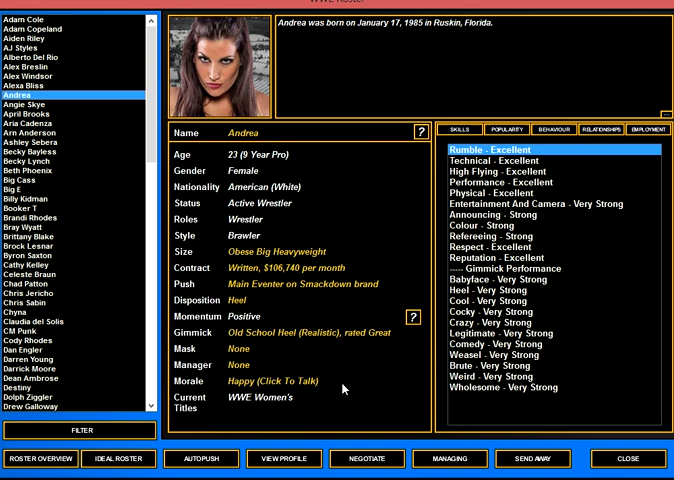 WWE Roster
Adam Cole
Adam Copeland
Aiden Riley
AJ Styles
Alberto Del Rio
Alex Breslin
Alex Windsor
Alexa Bliss
Andrea
Angie Skye
April Brooks
Aria Cadenza
Arn Anderson
Ashley Sebera
Becky Bayless
Becky Lynch
Beth Phoenix
Big Cass
Big E
Billy Kidman
Booker T
Brandi Rhodes
Bray Wyatt
Brittany Blake
Brock Lesnar
Byron Saxton
Cathy Kelley
Celeste Braun
Chad Patton
Chris Jericho
Chris Sabin
Chyna
Claudia del Solis
CM Punk
Cody Rhodes
Dan Engler
Darren Young
Darrick Moore
Dean Ambrose
Destiny
Dolph Ziggler
Drew Galloway
FILTER
Andrea was born on January 17, 1985 in Ruskin, Florida.
...
Name Andrea ?
Age 23 (9 Year Pro)
Gender Female
Nationality American (White)
Status Active Wrestler
Roles Wrestler
Style Brawler
Size Obese Big Heavyweight
Contract Written, $106,740 per month
Push Main Eventer on Smackdown brand
Disposition Heel
Momentum Positive ?
Gimmick Old School Heel (Realistic), rated Great
Mask None
Manager None
Morale Happy (Click To Talk)
Current Titles WWE Women's
SKILLS POPULARITY BEHAVIOUR RELATIONSHIPS EMPLOYMENT
Rumble - Excellent
Technical - Excellent
High Flying - Excellent
Performance - Excellent
Physical - Excellent
Entertainment And Camera - Very Strong
Announcing - Strong
Colour - Strong
Refereeing - Strong
Respect - Excellent
Reputation - Excellent
----- Gimmick Performance
Babyface - Very Strong
Heel - Very Strong
Cool - Very Strong
Cocky - Very Strong
Crazy - Very Strong
Legitimate - Very Strong
Comedy - Very Strong
Weasel - Very Strong
Brute - Very Strong
Weird - Very Strong
Wholesome - Very Strong
ROSTER OVERVIEW IDEAL ROSTER AUTOPUSH VIEW PROFILE NEGOTIATE MANAGING SEND AWAY CLOSE